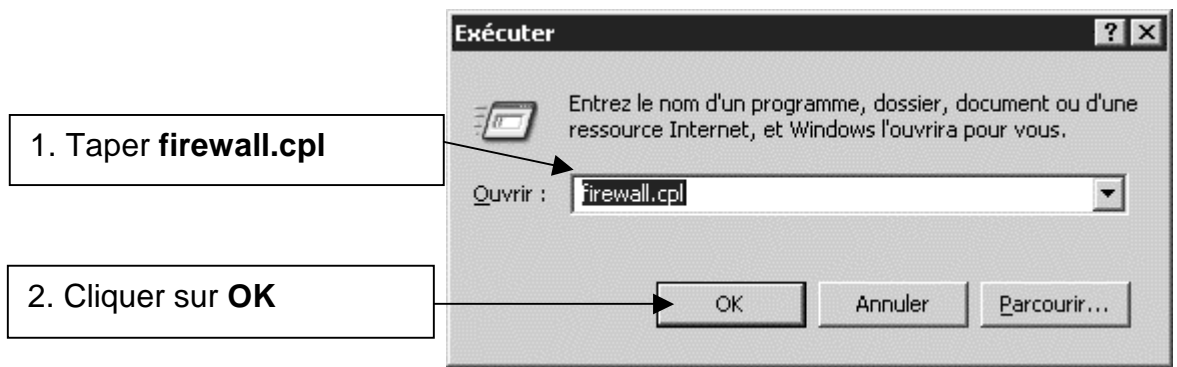 Exécuter
Entrez le nom d'un programme, dossier, document ou d'une
ressource Internet, et Windows l'ouvrira pour vous.
1. Taper firewall.cpl
Ouvrir :
firewall.cpl
2. Cliquer sur OK
OK
Annuler
Parcourir...